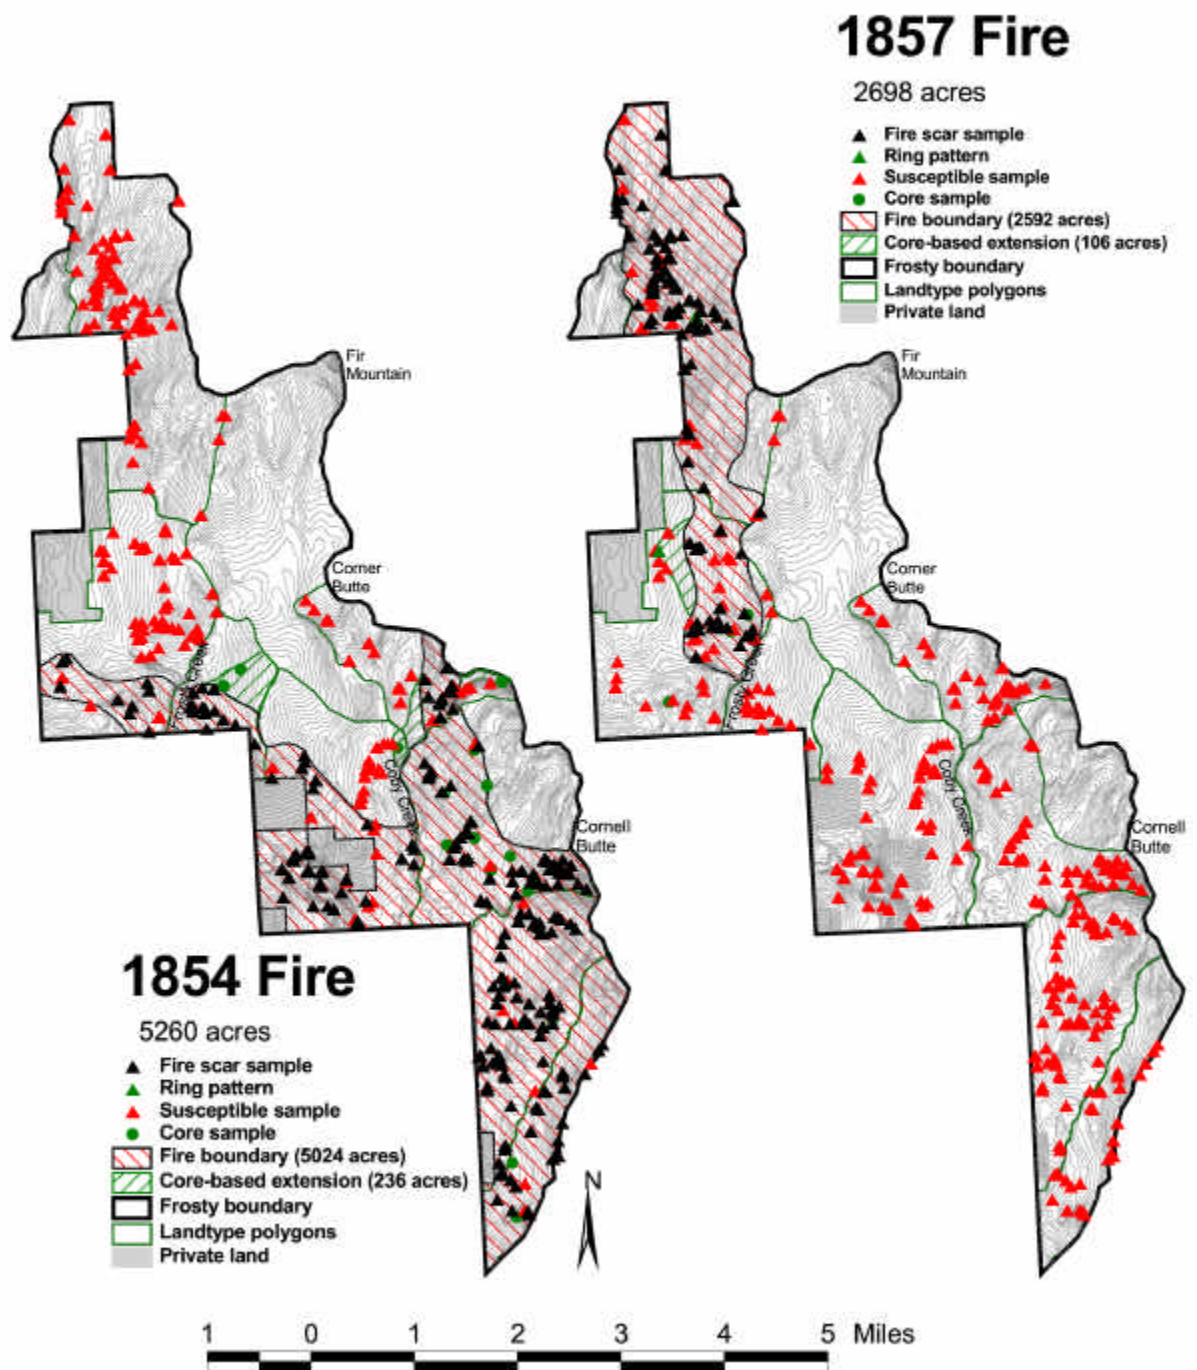 1857 Fire
2698 acres
Fire scar sample
Ring pattern
Susceptible sample
Core sample
Fire boundary (2592 acres)
Core-based extension (106 acres)
Frosty boundary
Landtype polygons
Private land
Fir
Mountain
Fir
Mountain
Corner
Butte
Corner
Butte
Frosty Creek
Frosty Creek
Coby Creek
Coby Creek
Cornell
Butte
Cornell
Butte
1854 Fire
5260 acres
Fire scar sample
Ring pattern
Susceptible sample
Core sample
Fire boundary (5024 acres)
Core-based extension (236 acres)
Frosty boundary
Landtype polygons
Private land
N
1 0 1 2 3 4 5 Miles